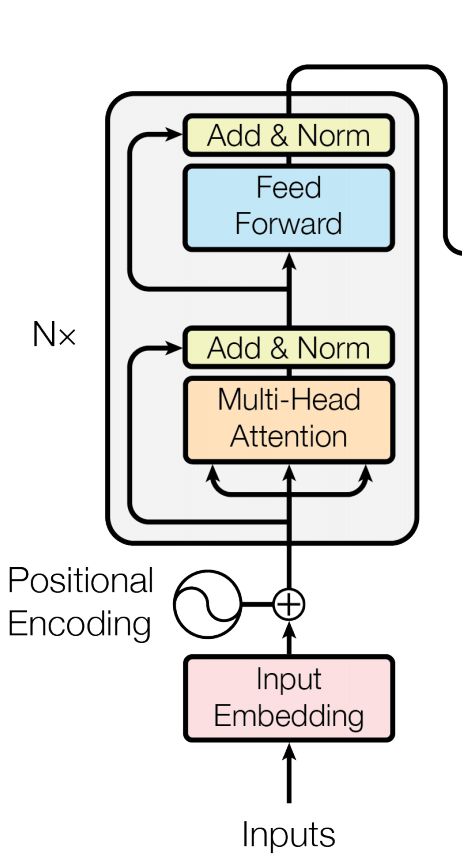 Add & Norm
Feed
Forward
N×
Add & Norm
Multi-Head
Attention
Positional
Encoding
Input
Embedding
Inputs